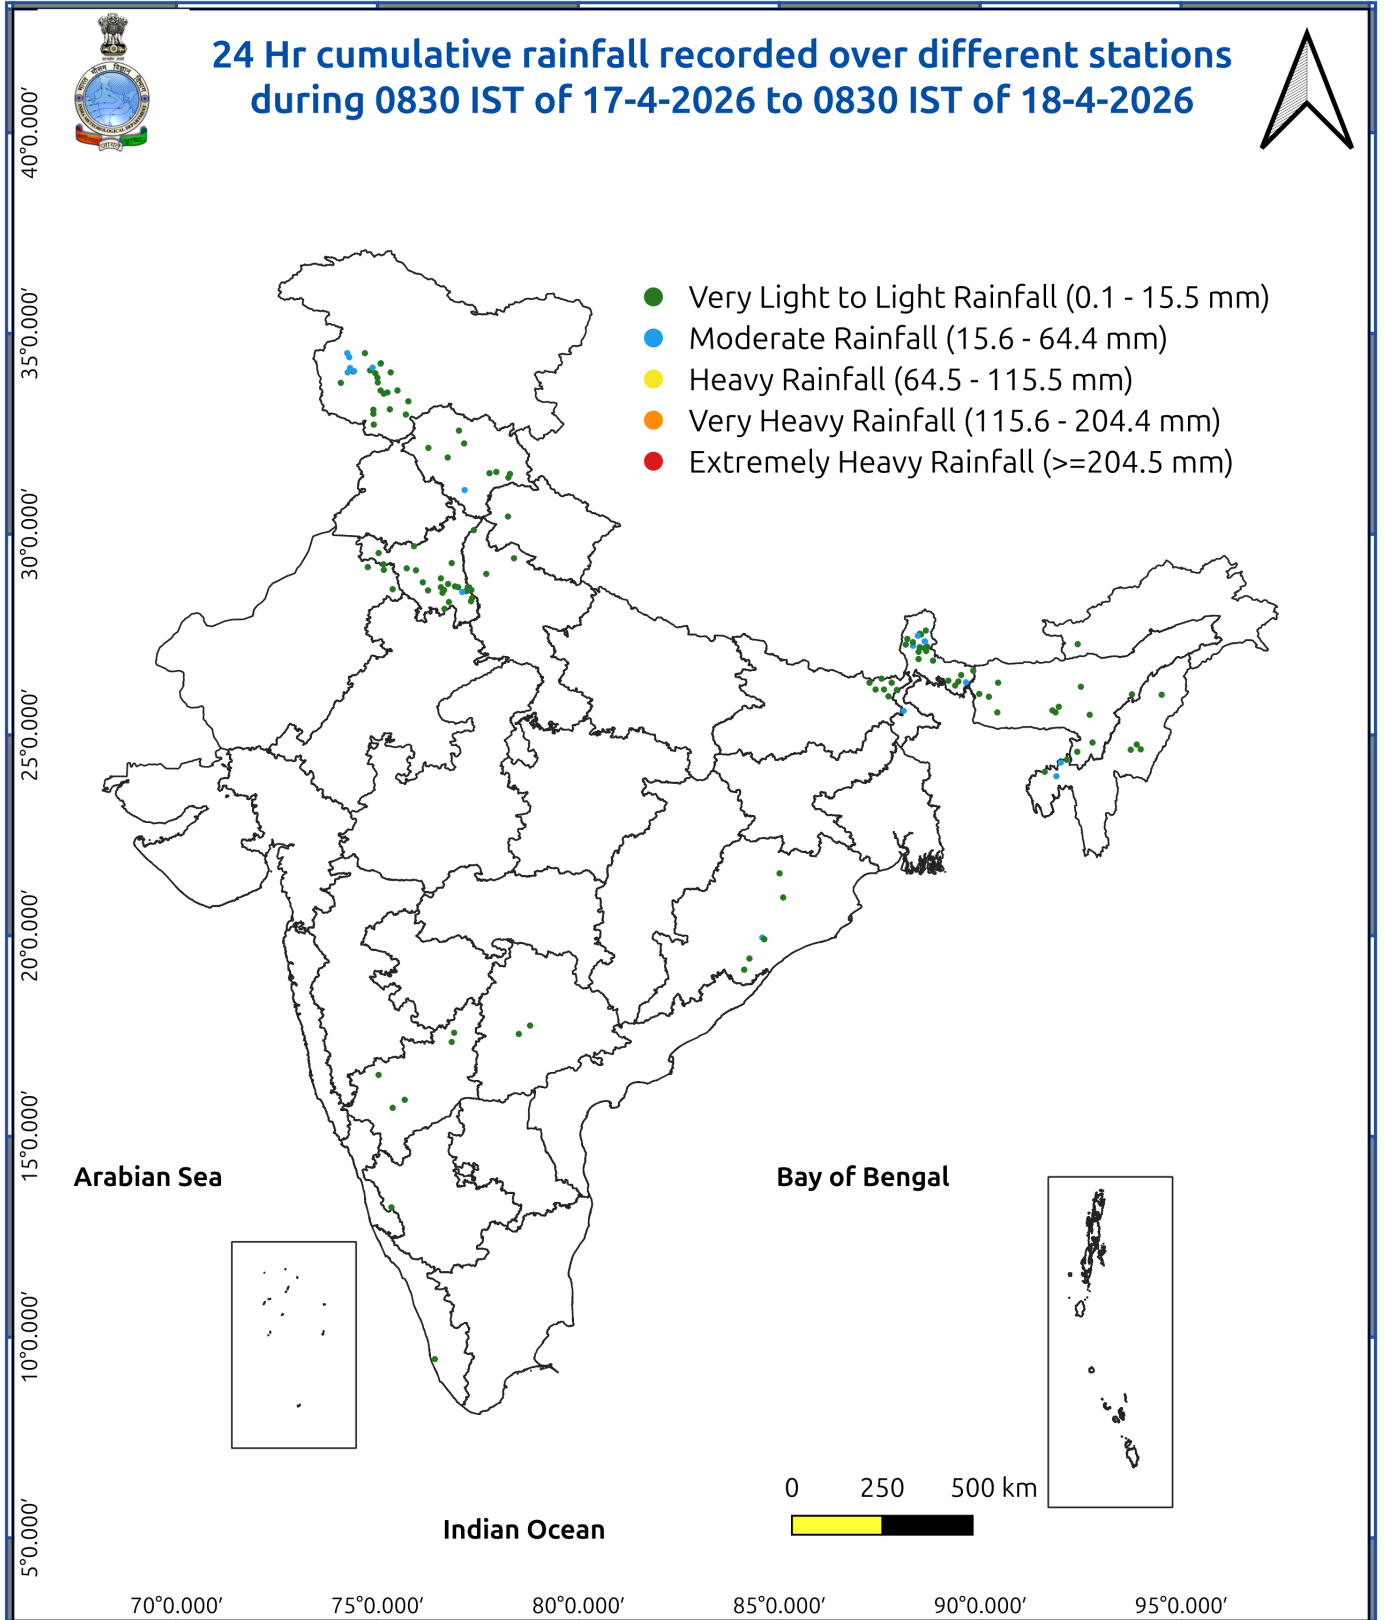 24 Hr cumulative rainfall recorded over different stations
during 0830 IST of 17-4-2026 to 0830 IST of 18-4-2026
Very Light to Light Rainfall (0.1 - 15.5 mm)
Moderate Rainfall (15.6 - 64.4 mm)
Heavy Rainfall (64.5 - 115.5 mm)
Very Heavy Rainfall (115.6 - 204.4 mm)
Extremely Heavy Rainfall (>=204.5 mm)
40°0.000′
35°0.000′
30°0.000′
25°0.000′
20°0.000′
15°0.000′
10°0.000′
5°0.000′
Arabian Sea
Bay of Bengal
Indian Ocean
0 250 500 km
70°0.000′ 75°0.000′ 80°0.000′ 85°0.000′ 90°0.000′ 95°0.000′